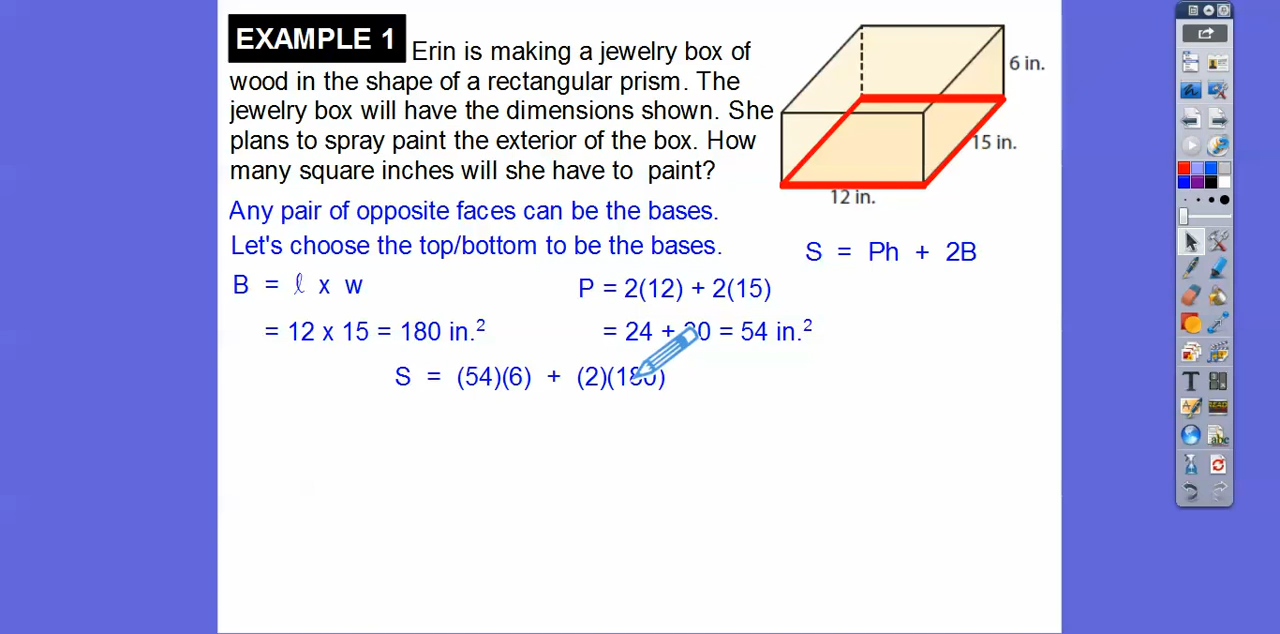 EXAMPLE 1 Erin is making a jewelry box of
wood in the shape of a rectangular prism. The
jewelry box will have the dimensions shown. She
plans to spray paint the exterior of the box. How
many square inches will she have to paint?
6 in.
15 in.
12 in.
Any pair of opposite faces can be the bases.
Let's choose the top/bottom to be the bases.
S = Ph + 2B
B = ℓ x w
P = 2(12) + 2(15)
= 12 x 15 = 180 in.²
= 24 + 30 = 54 in.²
S = (54)(6) + (2)(180)